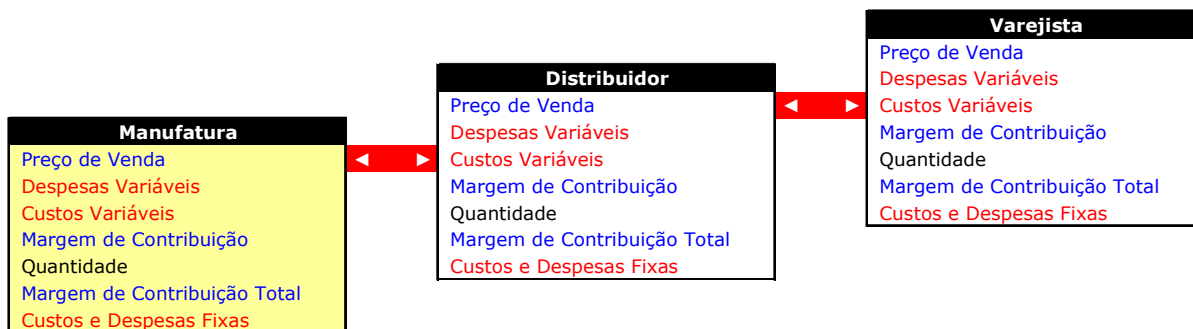 Manufatura
Preço de Venda
Despesas Variáveis
Custos Variáveis
Margem de Contribuição
Quantidade
Margem de Contribuição Total
Custos e Despesas Fixas
◄ ►
Distribuidor
Preço de Venda
Despesas Variáveis
Custos Variáveis
Margem de Contribuição
Quantidade
Margem de Contribuição Total
Custos e Despesas Fixas
◄ ►
Varejista
Preço de Venda
Despesas Variáveis
Custos Variáveis
Margem de Contribuição
Quantidade
Margem de Contribuição Total
Custos e Despesas Fixas